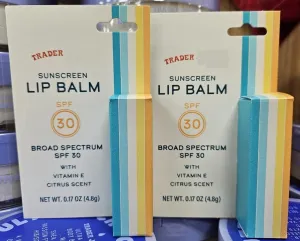 TRADER
SUNSCREEN
LIP BALM
SPF
30
BROAD SPECTRUM
SPF 30
WITH
VITAMIN E
CITRUS SCENT
NET WT. 0.17 OZ (4.8g)
TRADER
SUNSCREEN
LIP BALM
SPF
30
BROAD SPECTRUM
SPF 30
WITH
VITAMIN E
CITRUS SCENT
NET WT. 0.17 OZ (4.8g)